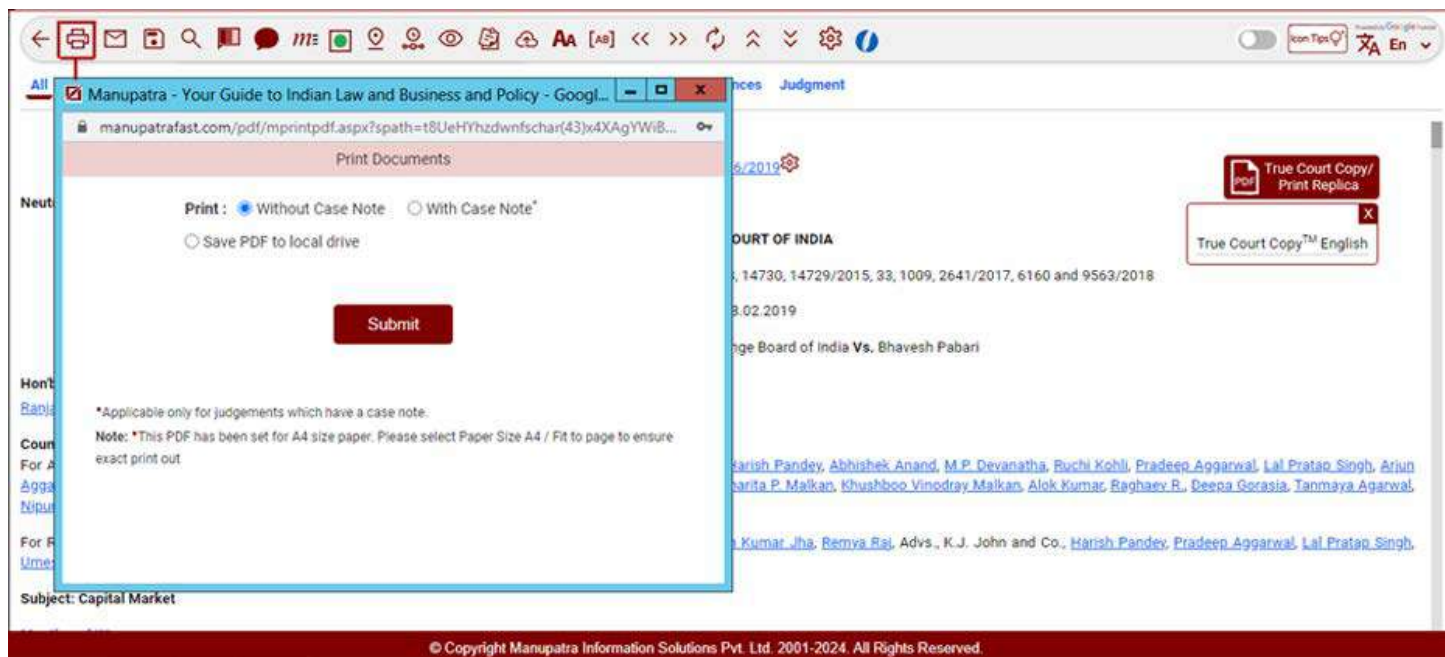 AA [AB] << >>
Icon Tips
En
All
nces Judgment
Manupatra - Your Guide to Indian Law and Business and Policy - Googl...
manupatrafast.com/pdf/mprintpdf.aspx?spath=t8UeHYhzdwnfschar(43)x4XAgYWiB...
Print Documents
Print : Without Case Note With Case Note*
Save PDF to local drive
Submit
*Applicable only for judgements which have a case note.
Note: *This PDF has been set for A4 size paper. Please select Paper Size A4 / Fit to page to ensure
exact print out
6/2019
PDF True Court Copy/
Print Replica
X
True Court Copy™ English
Neut
OURT OF INDIA
, 14730, 14729/2015, 33, 1009, 2641/2017, 6160 and 9563/2018
.02.2019
nge Board of India Vs. Bhavesh Pabari
Hon'b
Ranja
Coun
For A
Harish Pandey, Abhishek Anand, M.P. Devanatha, Ruchi Kohli, Pradeep Aggarwal, Lal Pratap Singh, Arjun
Agga
arita P. Malkan, Khushboo Vinodray Malkan, Alok Kumar, Raghaev R., Deepa Gorasia, Tanmaya Agarwal,
Nipun
For R
Kumar Jha, Remya Raj, Advs., K.J. John and Co., Harish Pandey, Pradeep Aggarwal, Lal Pratap Singh,
Umes
Subject: Capital Market
© Copyright Manupatra Information Solutions Pvt. Ltd. 2001-2024. All Rights Reserved.